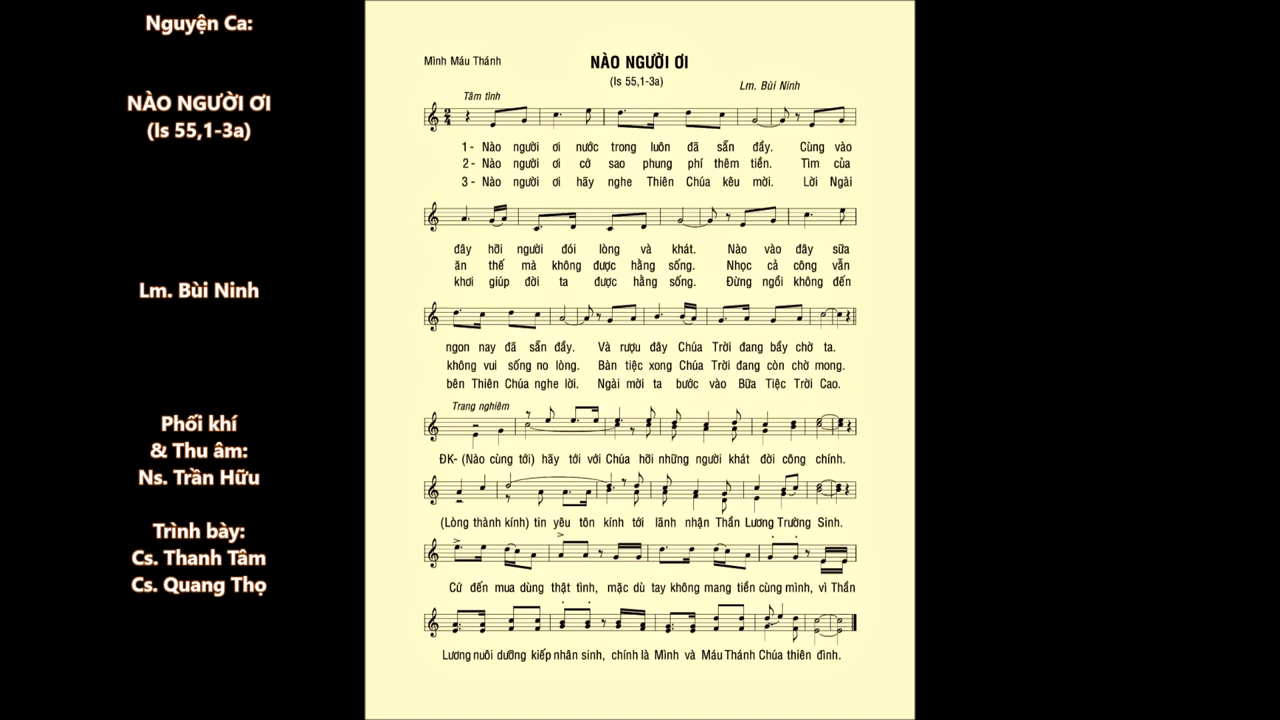 Nguyện Ca:
NÀO NGƯỜI ƠI
(Is 55,1-3a)
Lm. Bùi Ninh
Phối khí
& Thu âm:
Ns. Trần Hữu
Trình bày:
Cs. Thanh Tâm
Cs. Quang Thọ
Mình Máu Thánh
NÀO NGƯỜI ƠI
(Is 55,1-3a)
Lm. Bùi Ninh
Tâm tình
1- Nào người ơi nước trong luôn đã sẵn đầy. Cùng vào
2- Nào người ơi cớ sao phung phí thêm tiền. Tìm của
3- Nào người ơi hãy nghe Thiên Chúa kêu mời. Lời Ngài
đây hỡi người đói lòng và khát. Nào vào đây sữa
ăn thế mà không được hằng sống. Nhọc cả công vẫn
khơi giúp đời ta được hằng sống. Đừng ngồi không đến
ngon nay đã sẵn đầy. Và rượu đây Chúa Trời đang bầy chờ ta.
không vui sống no lòng. Bàn tiệc xong Chúa Trời đang còn chờ mong.
bên Thiên Chúa nghe lời. Ngài mời ta bước vào Bữa Tiệc Trời Cao.
Trang nghiêm
ĐK- (Nào cùng tới) hãy tới với Chúa hỡi những người khát đời công chính.
(Lòng thành kính) tin yêu tôn kính tới lãnh nhận Thần Lương Trường Sinh.
Cứ đến mua dùng thật tình, mặc dù tay không mang tiền cùng mình, vì Thần
Lương nuôi dưỡng kiếp nhân sinh, chính là Mình và Máu Thánh Chúa thiên đình.